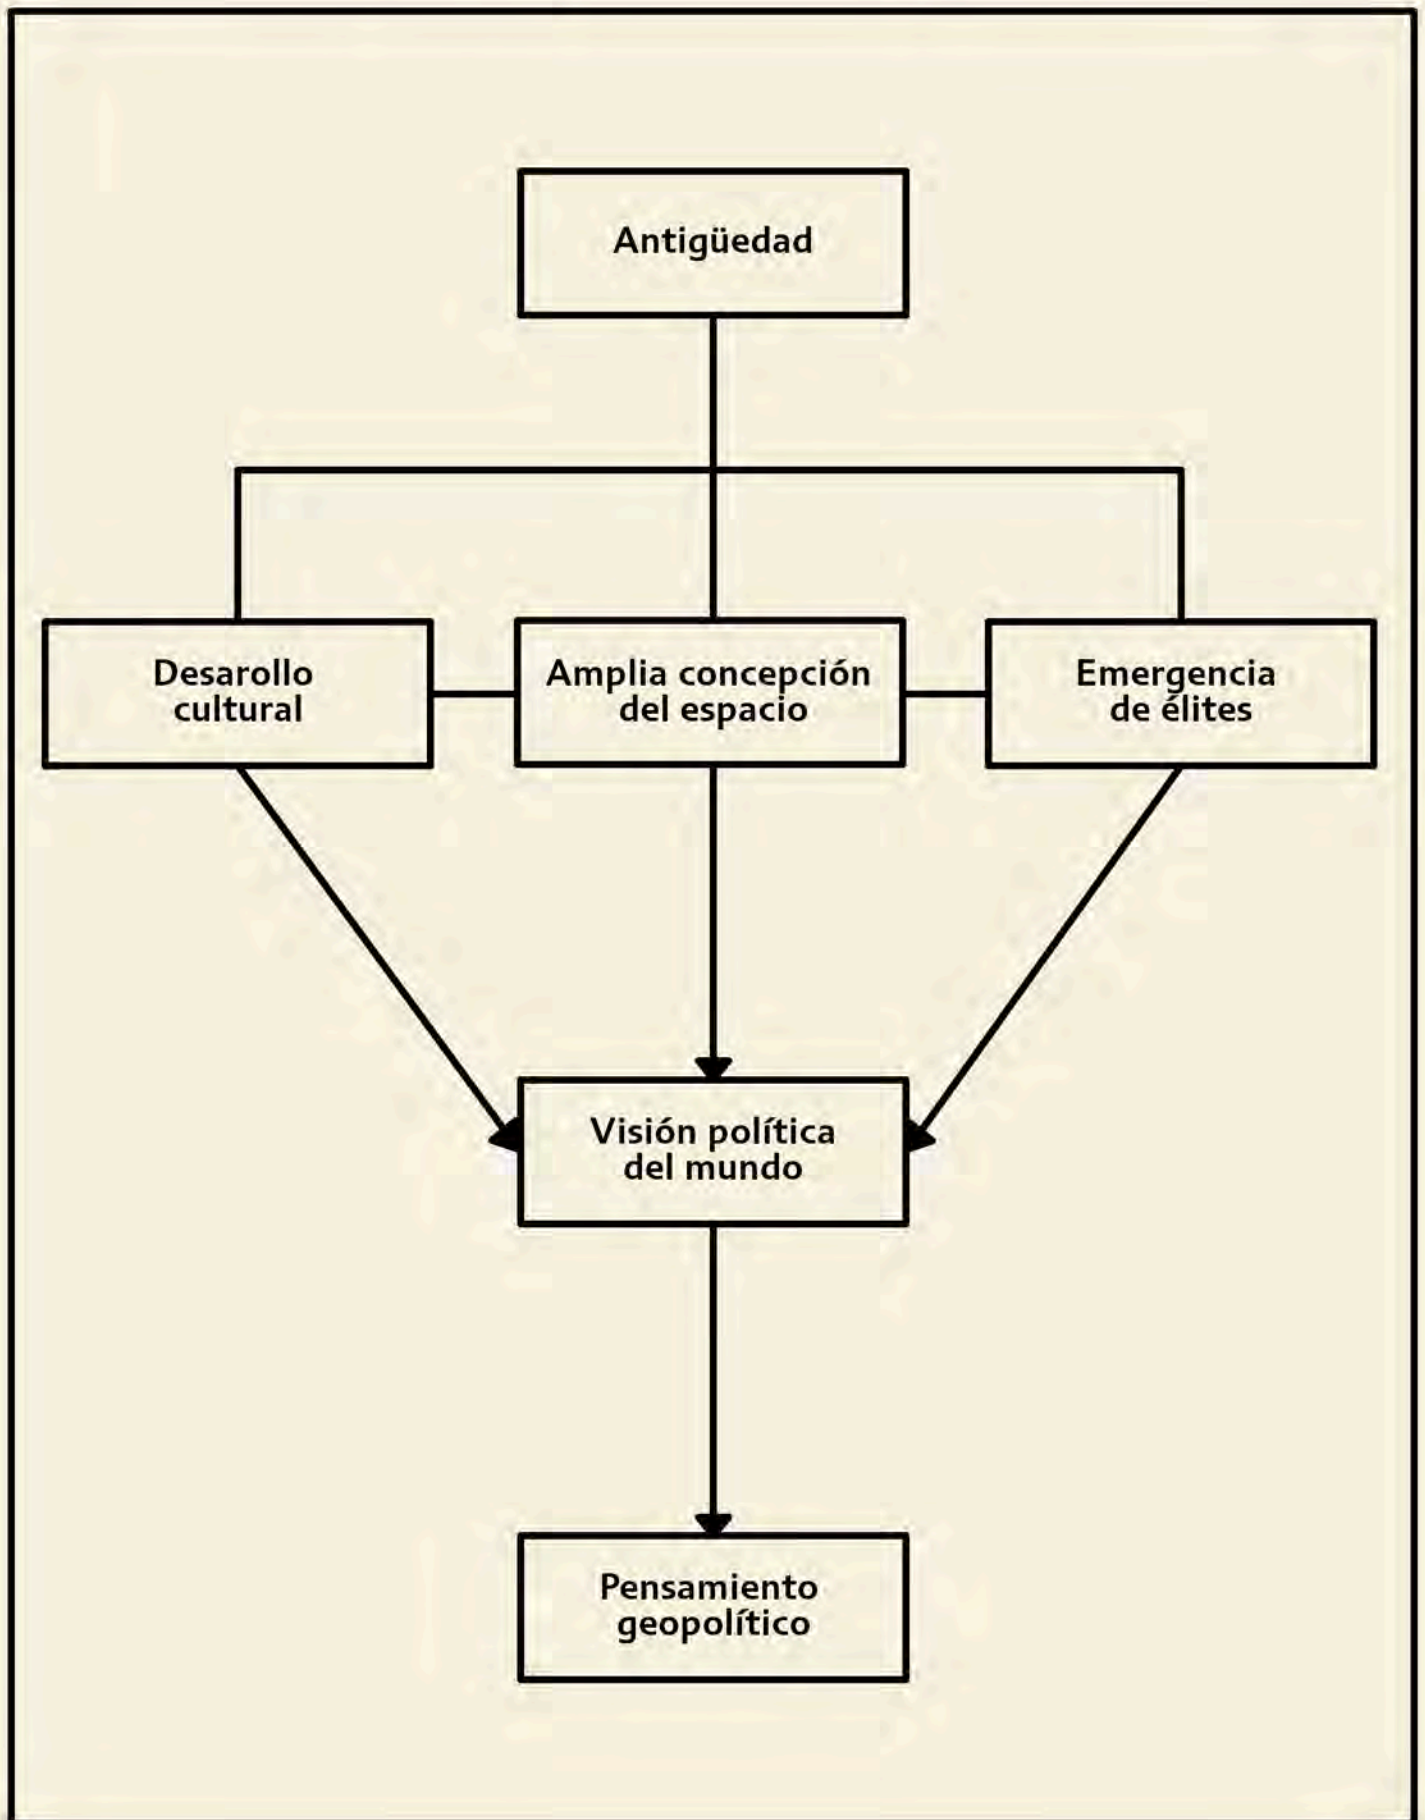 Antigüedad
Desarollo
cultural
Amplia concepción
del espacio
Emergencia
de élites
Visión política
del mundo
Pensamiento
geopolítico